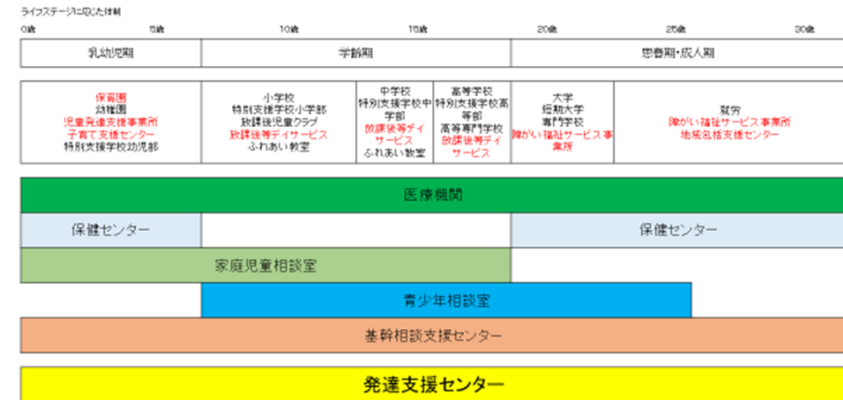 ライフステージに応じた体制
0歳 5歳 10歳 15歳 20歳 25歳 30歳
乳幼児期 学齢期 思春期・成人期
保育園
幼稚園
児童発達支援事業所
子育て支援センター
特別支援学校幼児部
小学校
特別支援学校小学部
放課後児童クラブ
放課後等デイサービス
ふれあい教室
中学校
特別支援学校中
学部
放課後等デイ
サービス
ふれあい教室
高等学校
特別支援学校高
等部
高等専門学校
放課後等デイ
サービス
大学
短期大学
専門学校
障がい福祉サービス事
業所
就労
障がい福祉サービス事業所
地域包括支援センター
医療機関
保健センター 保健センター
家庭児童相談室
青少年相談室
基幹相談支援センター
発達支援センター